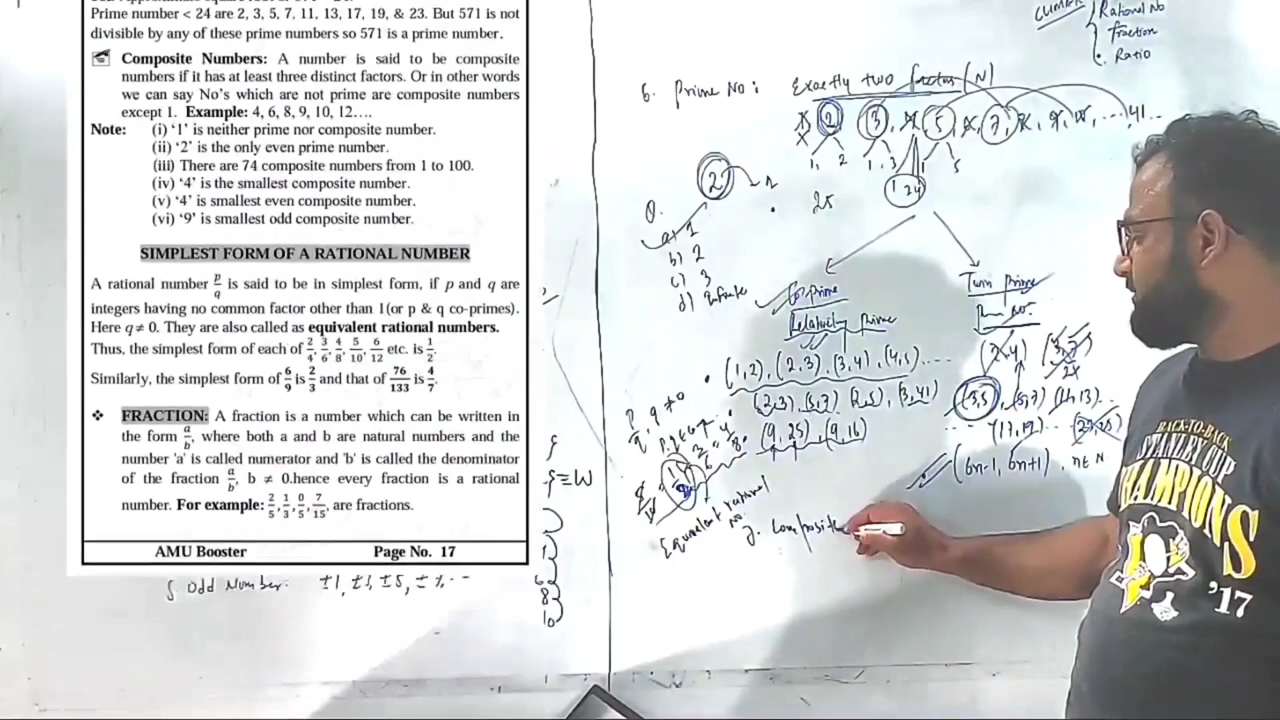 Prime number < 24 are 2, 3, 5, 7, 11, 13, 17, 19, & 23. But 571 is not
divisible by any of these prime numbers so 571 is a prime number.
Composite Numbers: A number is said to be composite
numbers if it has at least three distinct factors. Or in other words
we can say No's which are not prime are composite numbers
except 1. Example: 4, 6, 8, 9, 10, 12….
Note: (i) '1' is neither prime nor composite number.
(ii) '2' is the only even prime number.
(iii) There are 74 composite numbers from 1 to 100.
(iv) '4' is the smallest composite number.
(v) '4' is smallest even composite number.
(vi) '9' is smallest odd composite number.
SIMPLEST FORM OF A RATIONAL NUMBER
A rational number p/q is said to be in simplest form, if p and q are
integers having no common factor other than 1(or p & q co-primes).
Here q≠ 0. They are also called as equivalent rational numbers.
Thus, the simplest form of each of 2/4, 3/6, 4/8, 5/10, 6/12 etc. is 1/2.
Similarly, the simplest form of 6/9 is 2/3 and that of 76/133 is 4/7.
❖ FRACTION: A fraction is a number which can be written in
the form a/b, where both a and b are natural numbers and the
number 'a' is called numerator and 'b' is called the denominator
of the fraction a/b, b ≠ 0.hence every fraction is a rational
number. For example: 2/5, 1/3, 0/5, 7/15, are fractions.
AMU Booster Page No. 17
Odd Number: ±1, ±3, ±5, ±7, --
Rational No
fraction
Ratio
6. Prime No: Exactly two factor (N)
2
25
Q.
a) 1
b) 2
c) 3
d) Infinite
1 24
Co Prime
Relative Prime
(1,2), (2,3), (3,4), (4,5) ....
(2,3), (5,7) (2,5), (3,41)
(9,25), (9,16)
Twin prime
(2,4)
(3,5), (5,7) (11,13)..
(17,19)
(6n-1, 6n+1), n∈N
p/q, q≠0
Equivalent rational
No.
7. Composite
≡W
BACK-TO-BACK
STANLEY CUP
CHAMPIONS
'17